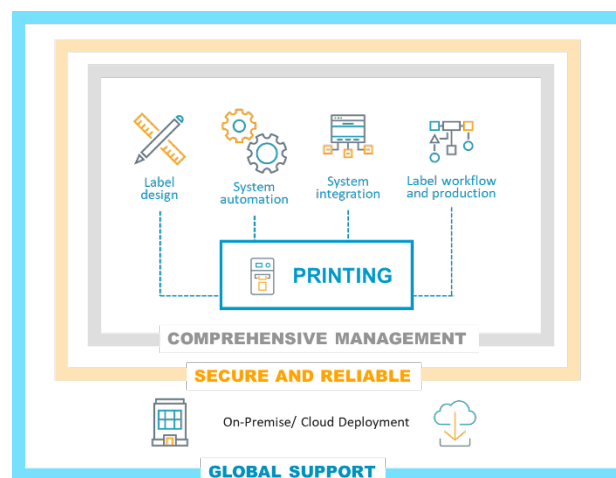 Label
design
System
automation
System
integration
Label workflow
and production
PRINTING
COMPREHENSIVE MANAGEMENT
SECURE AND RELIABLE
On-Premise/ Cloud Deployment
GLOBAL SUPPORT